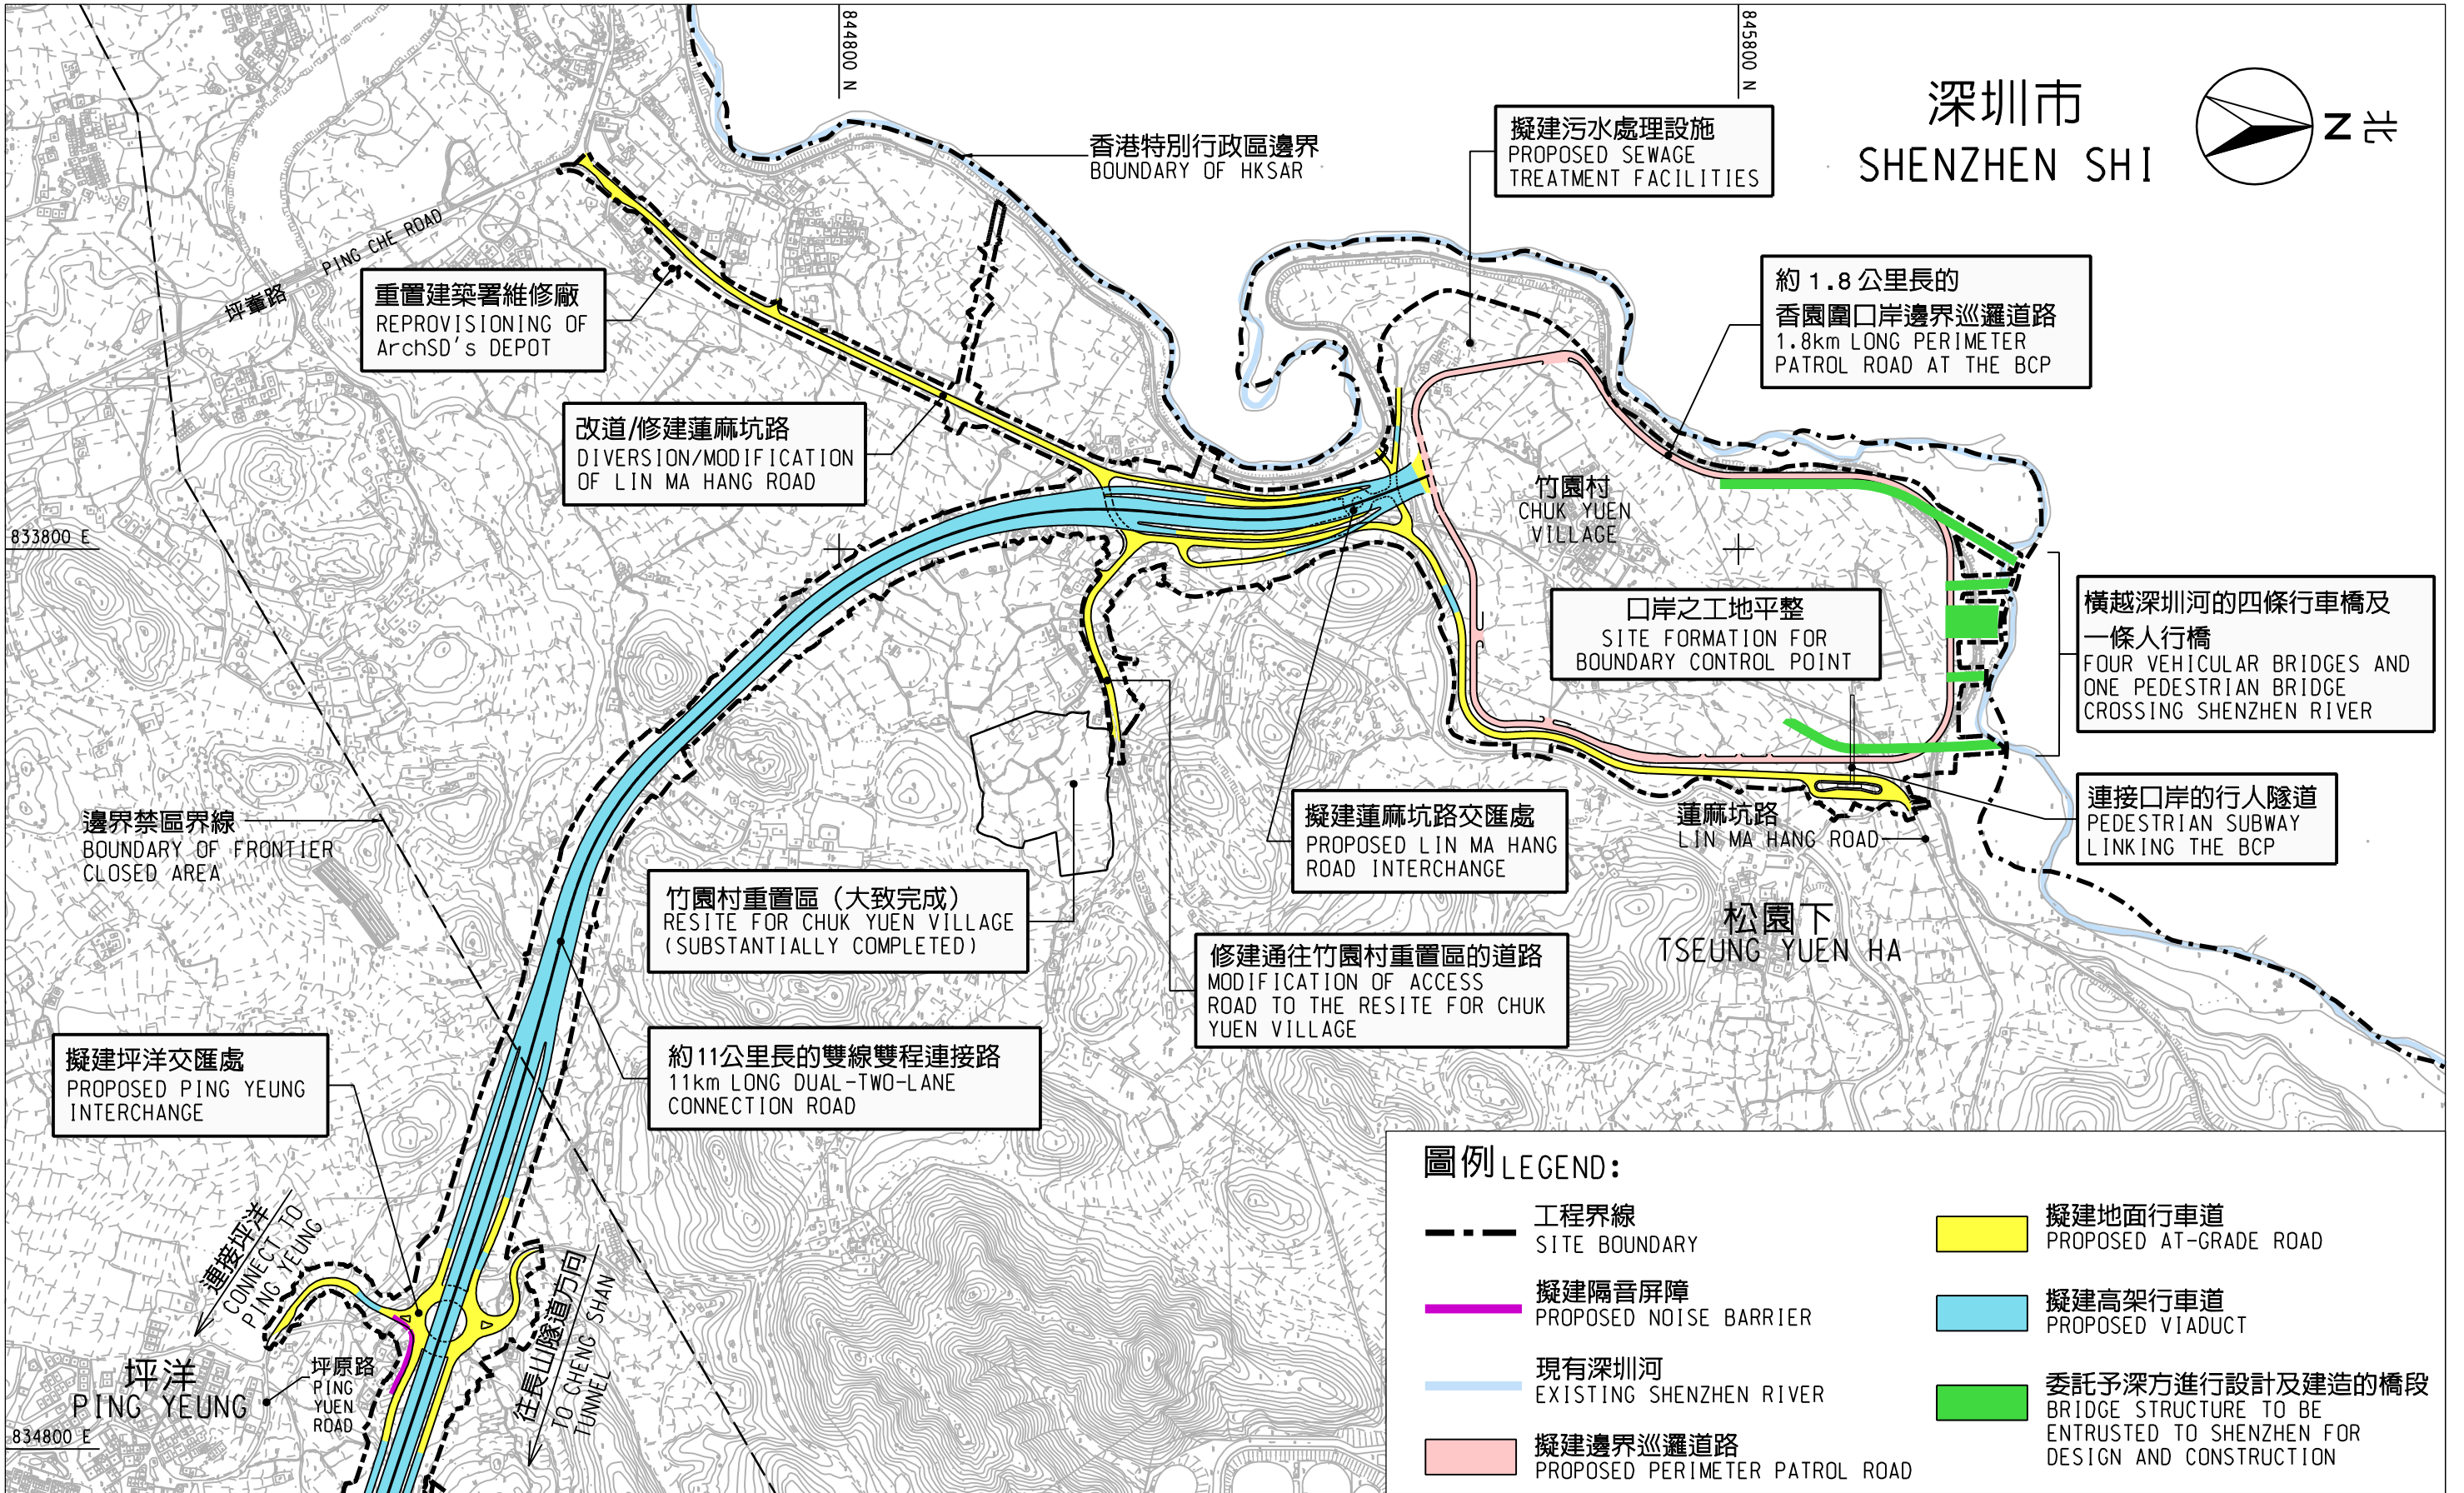 844800 N
845800 N
深圳市
SHENZHEN SHI
N 北
香港特別行政區邊界
BOUNDARY OF HKSAR
擬建污水處理設施
PROPOSED SEWAGE
TREATMENT FACILITIES
PING CHE ROAD
坪輋路
重置建築署維修廠
REPROVISIONING OF
ArchSD's DEPOT
約 1.8 公里長的
香園圍口岸邊界巡邏道路
1.8km LONG PERIMETER
PATROL ROAD AT THE BCP
改道/修建蓮麻坑路
DIVERSION/MODIFICATION
OF LIN MA HANG ROAD
竹園村
CHUK YUEN
VILLAGE
833800 E
口岸之工地平整
SITE FORMATION FOR
BOUNDARY CONTROL POINT
橫越深圳河的四條行車橋及
一條人行橋
FOUR VEHICULAR BRIDGES AND
ONE PEDESTRIAN BRIDGE
CROSSING SHENZHEN RIVER
邊界禁區界線
BOUNDARY OF FRONTIER
CLOSED AREA
擬建蓮麻坑路交匯處
PROPOSED LIN MA HANG
ROAD INTERCHANGE
蓮麻坑路
LIN MA HANG ROAD
連接口岸的行人隧道
PEDESTRIAN SUBWAY
LINKING THE BCP
竹園村重置區（大致完成）
RESITE FOR CHUK YUEN VILLAGE
(SUBSTANTIALLY COMPLETED)
松園下
TSEUNG YUEN HA
修建通往竹園村重置區的道路
MODIFICATION OF ACCESS
ROAD TO THE RESITE FOR CHUK
YUEN VILLAGE
擬建坪洋交匯處
PROPOSED PING YEUNG
INTERCHANGE
約11公里長的雙線雙程連接路
11km LONG DUAL-TWO-LANE
CONNECTION ROAD
連接坪洋
CONNECT TO
PING YEUNG
往長山隧道方向
TO CHENG SHAN
TUNNEL
坪洋
PING YEUNG
坪原路
PING
YUEN
ROAD
834800 E
圖例 LEGEND:
工程界線
SITE BOUNDARY
擬建隔音屏障
PROPOSED NOISE BARRIER
現有深圳河
EXISTING SHENZHEN RIVER
擬建邊界巡邏道路
PROPOSED PERIMETER PATROL ROAD
擬建地面行車道
PROPOSED AT-GRADE ROAD
擬建高架行車道
PROPOSED VIADUCT
委託予深方進行設計及建造的橋段
BRIDGE STRUCTURE TO BE
ENTRUSTED TO SHENZHEN FOR
DESIGN AND CONSTRUCTION